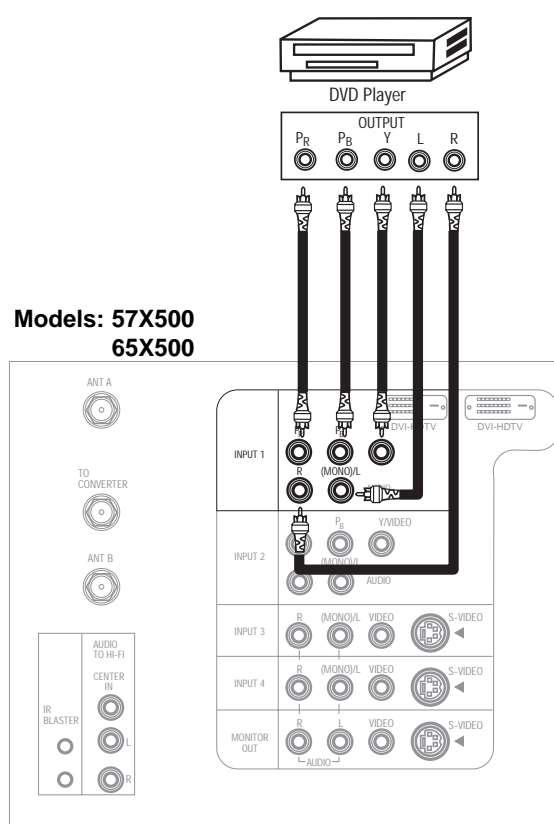 DVD Player
OUTPUT
PR PB Y L R
Models: 57X500
65X500
ANT A
DVI-HDTV DVI-HDTV
INPUT 1
R (MONO)/L
TO
CONVERTER
PB Y/VIDEO
INPUT 2
(MONO)/L
AUDIO
ANT B
R (MONO)/L VIDEO S-VIDEO
INPUT 3
AUDIO
TO HI-FI
CENTER
IN
R (MONO)/L VIDEO S-VIDEO
INPUT 4
IR
BLASTER
L
R L VIDEO S-VIDEO
MONITOR
OUT
AUDIO
R